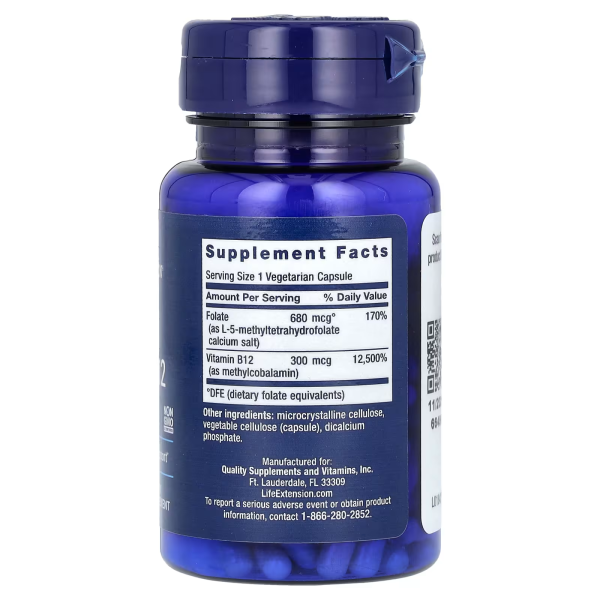 Supplement Facts
Serving Size 1 Vegetarian Capsule
Amount Per Serving % Daily Value
Folate 680 mcg° 170%
(as L-5-methyltetrahydrofolate
calcium salt)
Vitamin B12 300 mcg 12,500%
(as methylcobalamin)
°DFE (dietary folate equivalents)
Other ingredients: microcrystalline cellulose,
vegetable cellulose (capsule), dicalcium
phosphate.
Manufactured for:
Quality Supplements and Vitamins, Inc.
Ft. Lauderdale, FL 33309
LifeExtension.com
To report a serious adverse event or obtain product
information, contact 1-866-280-2852.
NON
GMO